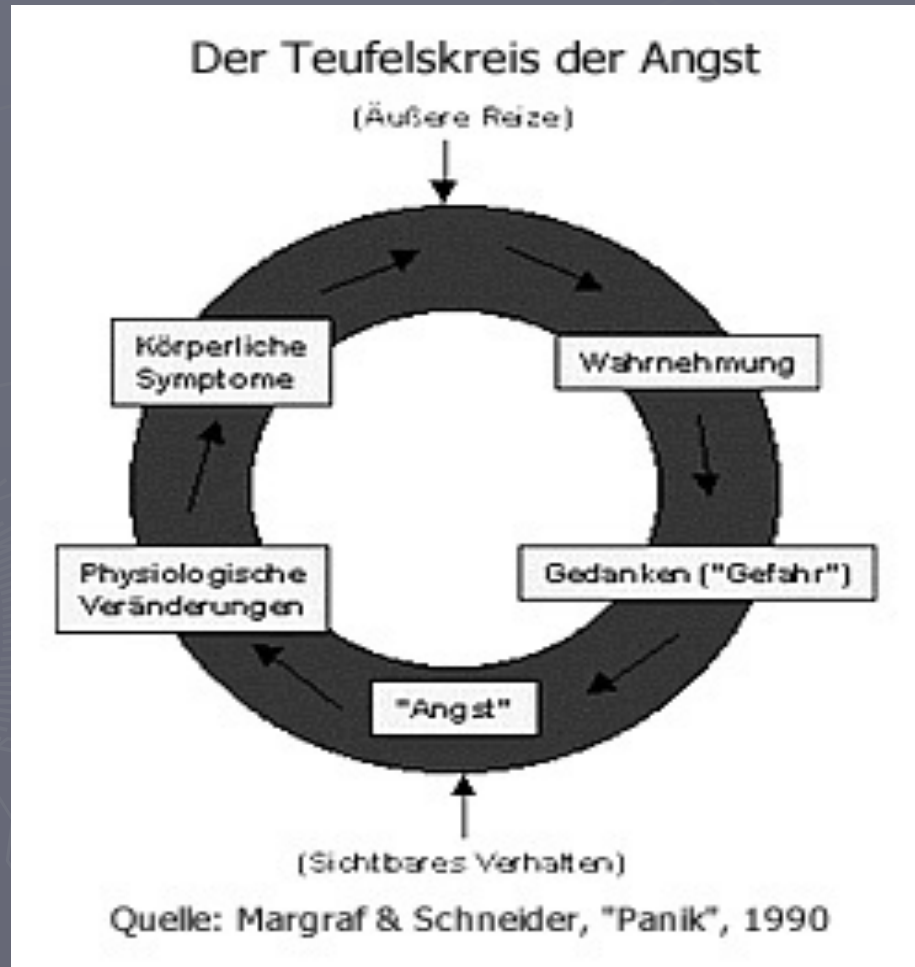 Der Teufelskreis der Angst
(Äußere Reize)
Körperliche
Symptome
Wahrnehmung
Physiologische
Veränderungen
Gedanken ("Gefahr")
"Angst"
(Sichtbares Verhalten)
Quelle: Margraf & Schneider, "Panik", 1990